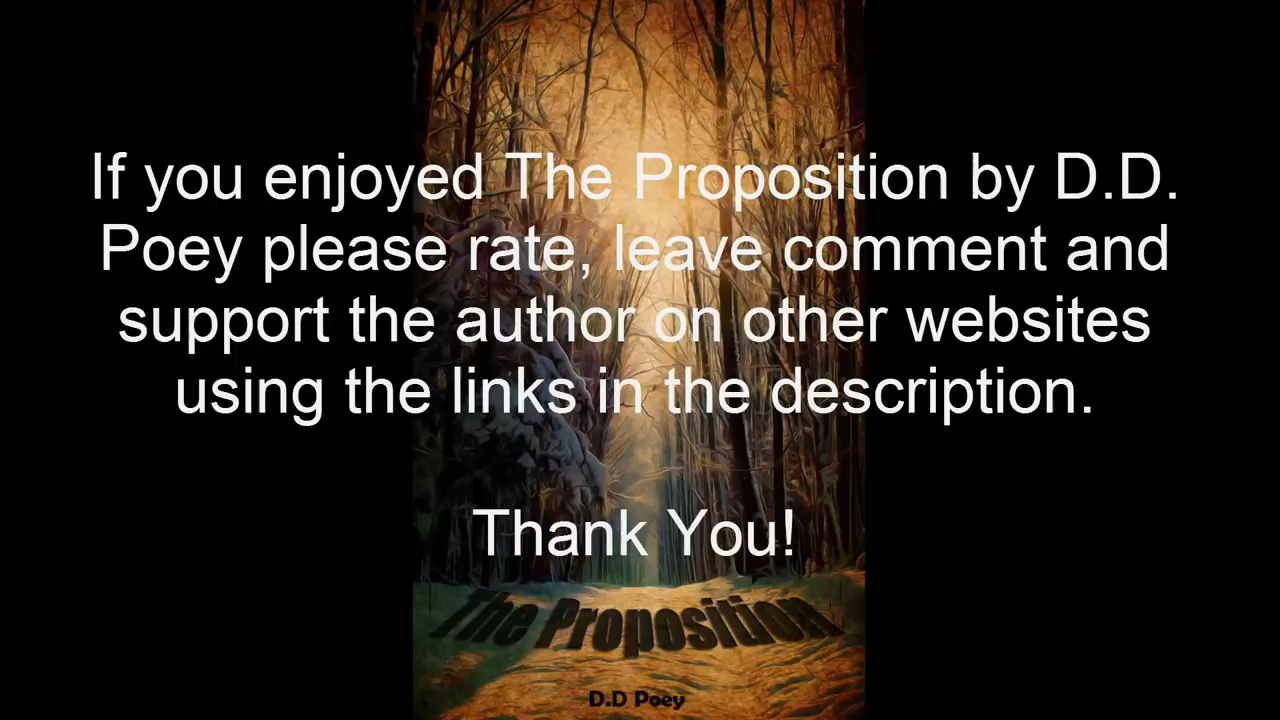 If you enjoyed The Proposition by D.D.
Poey please rate, leave comment and
support the author on other websites
using the links in the description.
Thank You!
The Proposition
D.D Poey